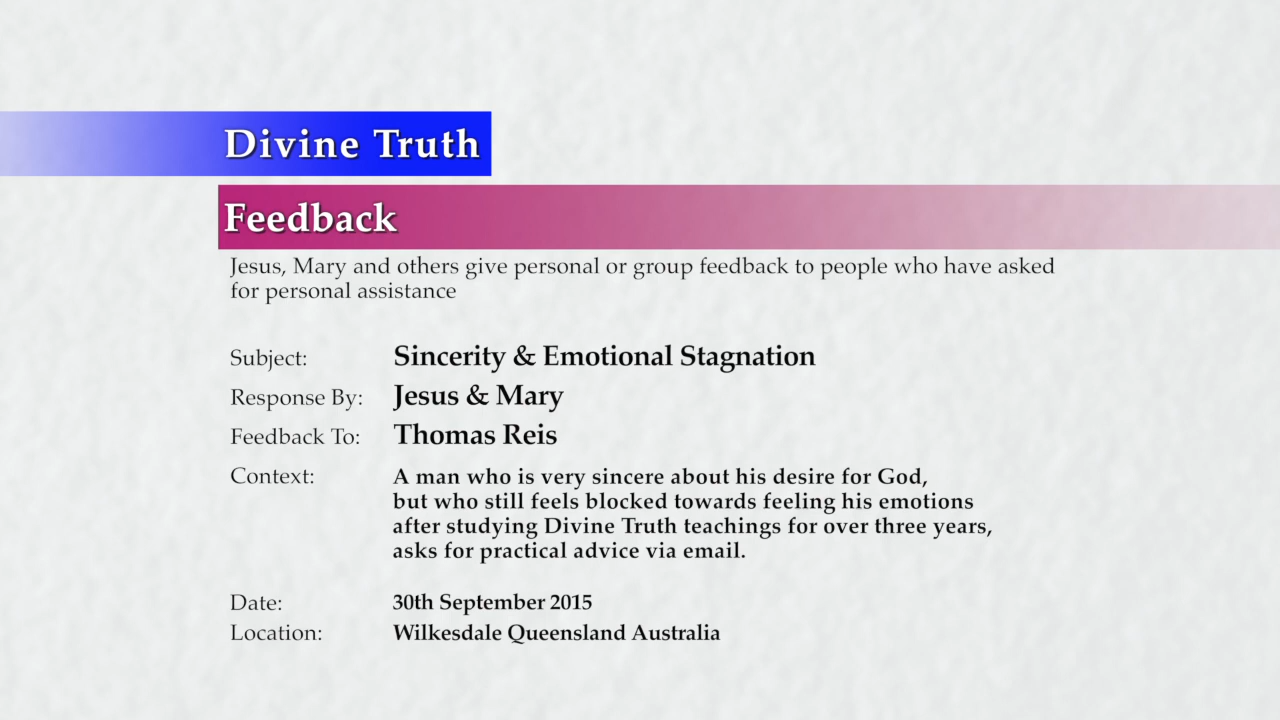 Divine Truth
Feedback
Jesus, Mary and others give personal or group feedback to people who have asked
for personal assistance
Subject: Sincerity & Emotional Stagnation
Response By: Jesus & Mary
Feedback To: Thomas Reis
Context: A man who is very sincere about his desire for God,
but who still feels blocked towards feeling his emotions
after studying Divine Truth teachings for over three years,
asks for practical advice via email.
Date: 30th September 2015
Location: Wilkesdale Queensland Australia